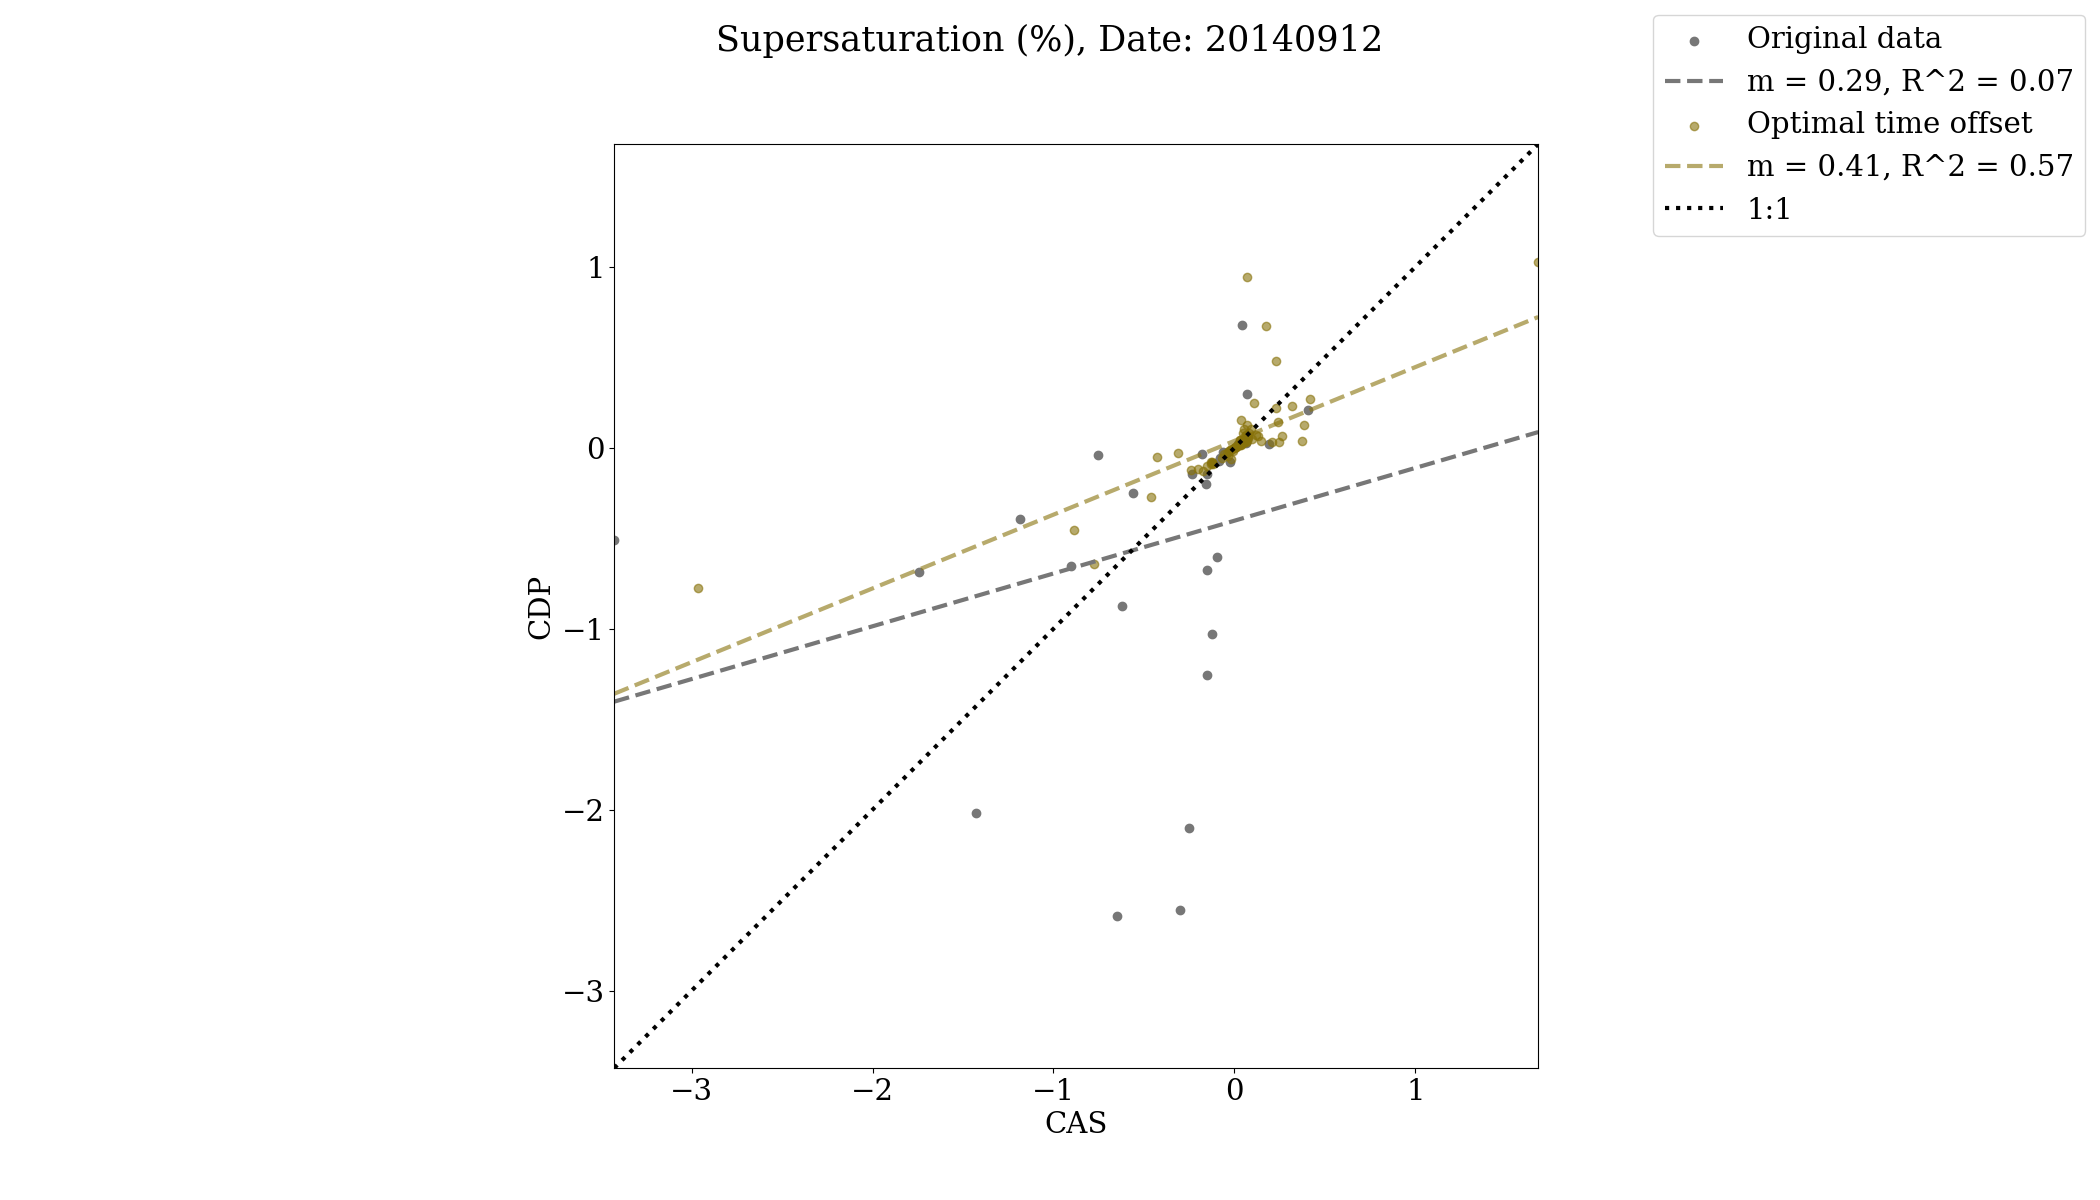 Supersaturation (%), Date: 20140912
Original data
m = 0.29, R^2 = 0.07
Optimal time offset
m = 0.41, R^2 = 0.57
1:1
1
0
−1
−2
−3
CDP
−3
−2
−1
0
1
CAS